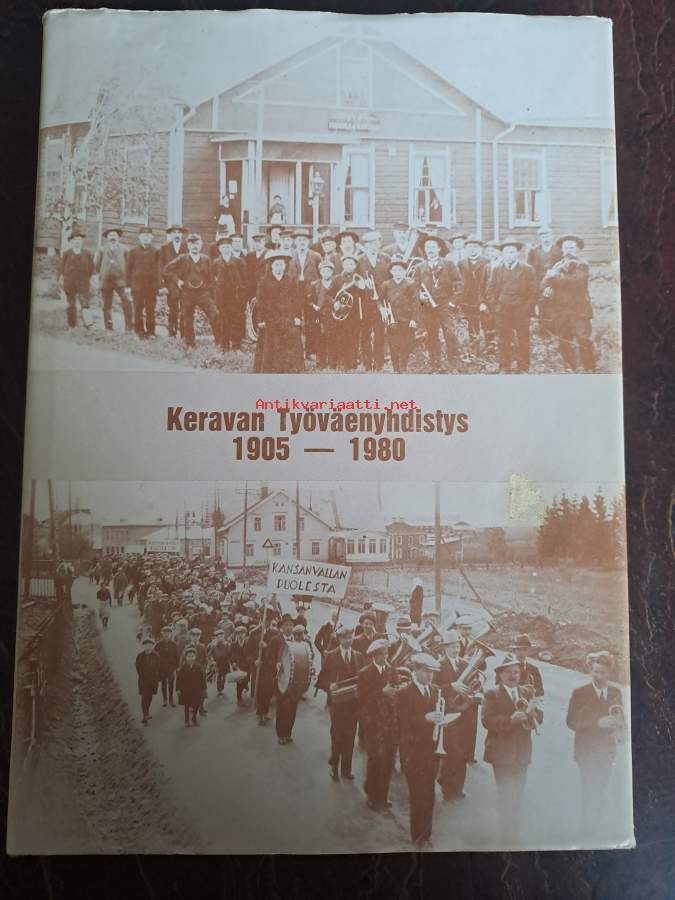 Antikvariaatti.net
Keravan Työväenyhdistys
1905 — 1980
KANSANVALLAN
PUOLESTA